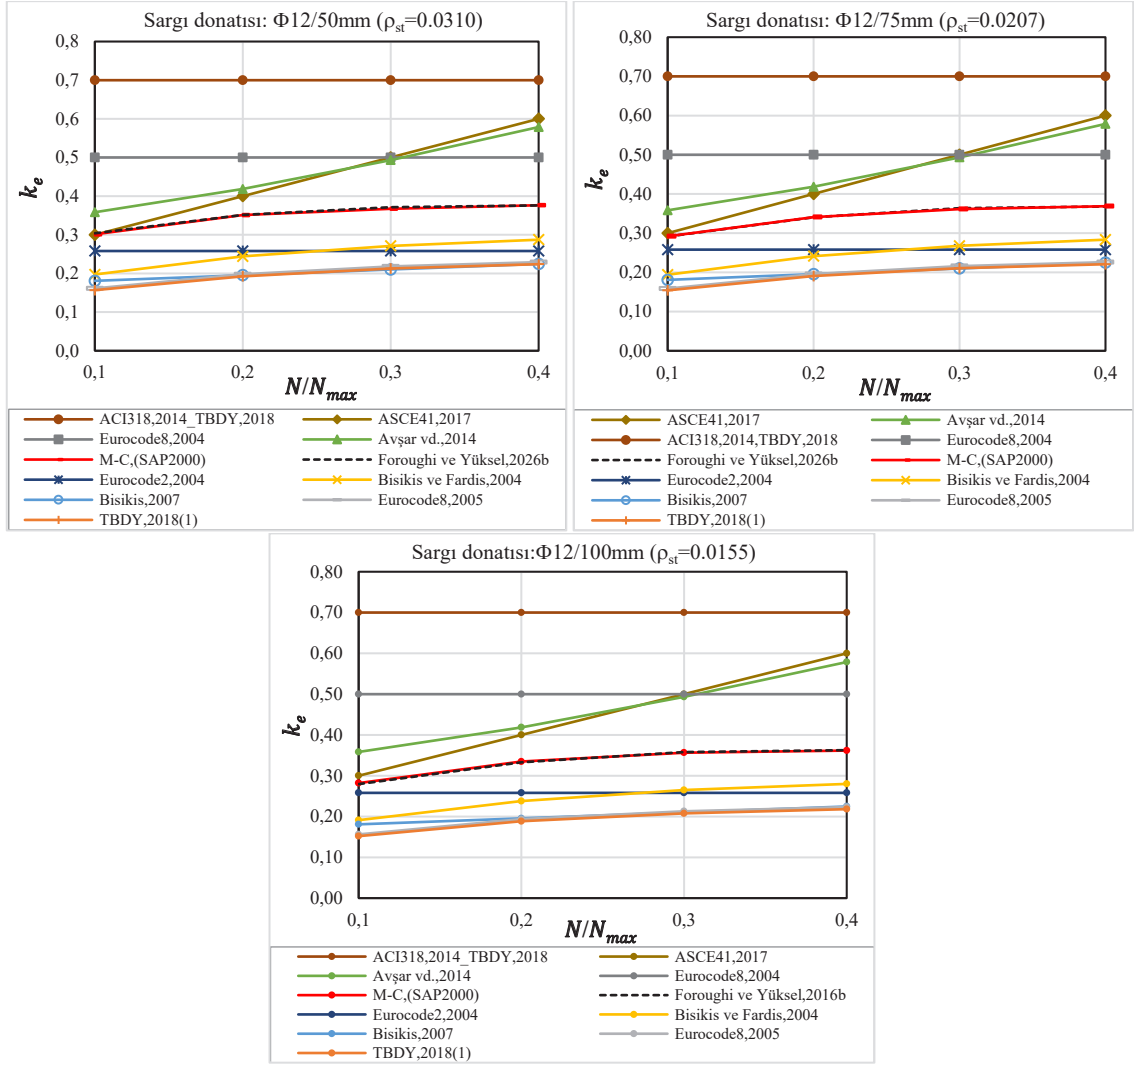 Sargı donatısı: Φ12/50mm (ρst=0.0310)
0,8
0,7
0,6
0,5
0,4
0,3
0,2
0,1
0,0
ke
0,1 0,2 0,3 0,4
N/Nmax
ACI318,2014_TBDY,2018 ASCE41,2017
Eurocode8,2004 Avşar vd.,2014
M-C,(SAP2000) Foroughi ve Yüksel,2026b
Eurocode2,2004 Bisikis ve Fardis,2004
Bisikis,2007 Eurocode8,2005
TBDY,2018(1)
Sargı donatısı: Φ12/75mm (ρst=0.0207)
0,80
0,70
0,60
0,50
0,40
0,30
0,20
0,10
0,00
ke
0,1 0,2 0,3 0,4
N/Nmax
ASCE41,2017 Avşar vd.,2014
ACI318,2014,TBDY,2018 Eurocode8,2004
Foroughi ve Yüksel,2026b M-C,(SAP2000)
Eurocode2,2004 Bisikis ve Fardis,2004
Bisikis,2007 Eurocode8,2005
TBDY,2018(1)
Sargı donatısı:Φ12/100mm (ρst=0.0155)
0,80
0,70
0,60
0,50
0,40
0,30
0,20
0,10
0,00
ke
0,1 0,2 0,3 0,4
N/Nmax
ACI318,2014_TBDY,2018 ASCE41,2017
Avşar vd.,2014 Eurocode8,2004
M-C,(SAP2000) Foroughi ve Yüksel,2016b
Eurocode2,2004 Bisikis ve Fardis,2004
Bisikis,2007 Eurocode8,2005
TBDY,2018(1)